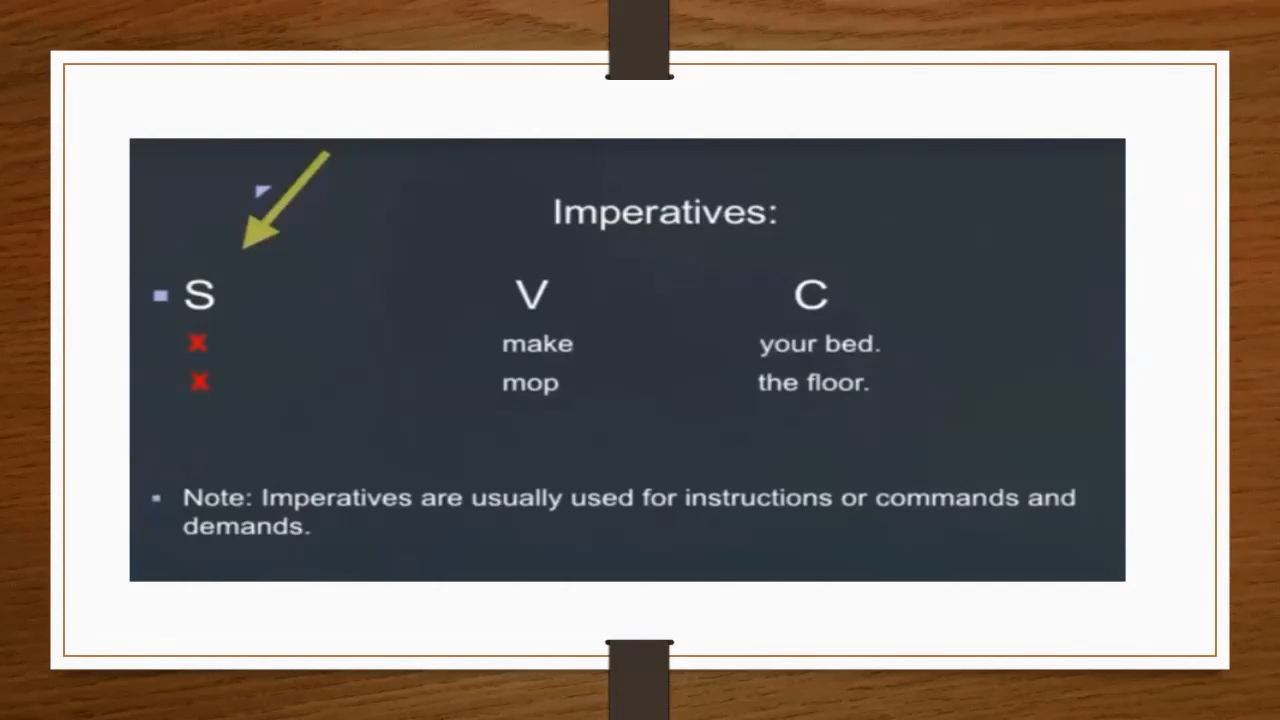 Imperatives:
S V C
x make your bed.
x mop the floor.
Note: Imperatives are usually used for instructions or commands and
demands.